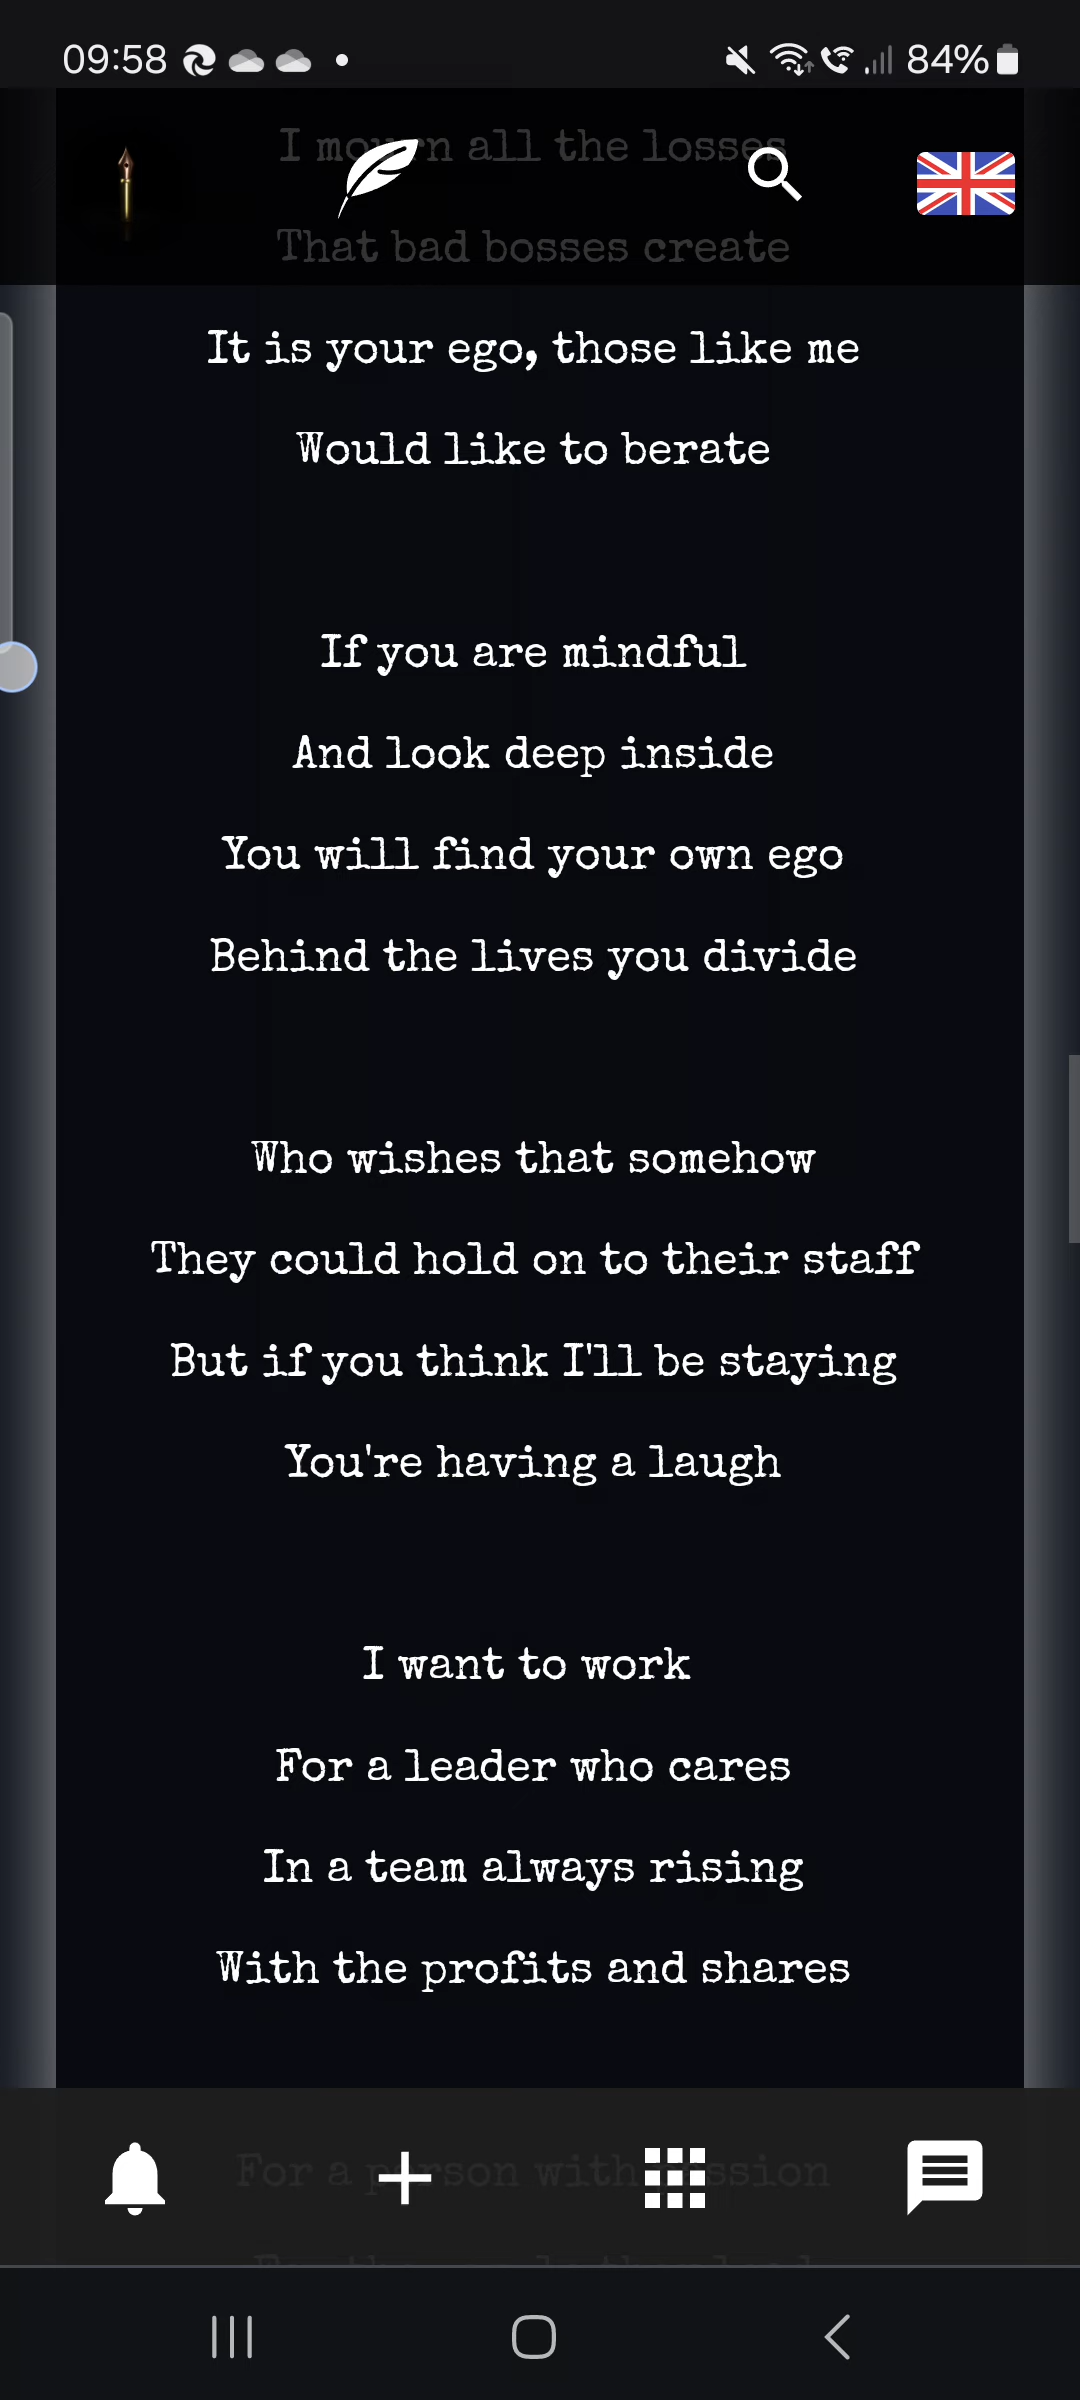 09:58
84%
I mourn all the losses
That bad bosses create
It is your ego, those like me
Would like to berate
If you are mindful
And look deep inside
You will find your own ego
Behind the lives you divide
Who wishes that somehow
They could hold on to their staff
But if you think I'll be staying
You're having a laugh
I want to work
For a leader who cares
In a team always rising
With the profits and shares
For a person with